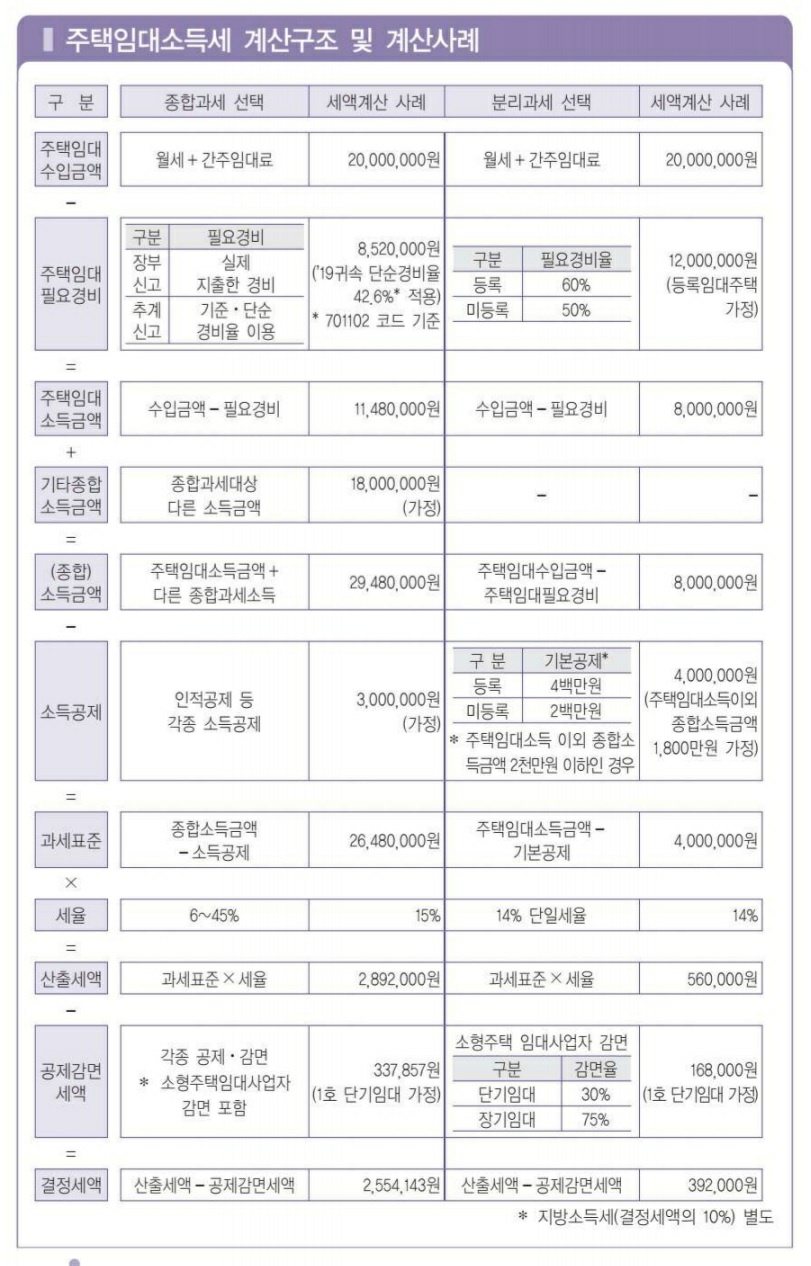 주택임대소득세 계산구조 및 계산사례
구 분 종합과세 선택 세액계산 사례 분리과세 선택 세액계산 사례
주택임대
수입금액
월세 + 간주임대료 20,000,000원 월세 + 간주임대료 20,000,000원
-
주택임대
필요경비
구분 필요경비
장부
신고
실제
지출한 경비
추계
신고
기준·단순
경비율 이용
8,520,000원
('19귀속 단순경비율
42.6%* 적용)
* 701102 코드 기준
구분 필요경비율
등록 60%
미등록 50%
12,000,000원
(등록임대주택
가정)
=
주택임대
소득금액
수입금액 - 필요경비 11,480,000원 수입금액 - 필요경비 8,000,000원
+
기타종합
소득금액
종합과세대상
다른 소득금액
18,000,000원
(가정)
- -
=
(종합)
소득금액
주택임대소득금액 +
다른 종합과세소득
29,480,000원
주택임대수입금액 -
주택임대필요경비
8,000,000원
-
소득공제
인적공제 등
각종 소득공제
3,000,000원
(가정)
구 분 기본공제*
등록 4백만원
미등록 2백만원
* 주택임대소득 이외 종합소
득금액 2천만원 이하인 경우
4,000,000원
(주택임대소득이외
종합소득금액
1,800만원 가정)
=
과세표준
종합소득금액
- 소득공제
26,480,000원
주택임대소득금액 -
기본공제
4,000,000원
×
세율 6~45% 15% 14% 단일세율 14%
=
산출세액 과세표준 × 세율 2,892,000원 과세표준 × 세율 560,000원
-
공제감면
세액
각종 공제·감면
* 소형주택임대사업자
감면 포함
337,857원
(1호 단기임대 가정)
소형주택 임대사업자 감면
구분 감면율
단기임대 30%
장기임대 75%
168,000원
(1호 단기임대 가정)
=
결정세액 산출세액 - 공제감면세액 2,554,143원 산출세액 - 공제감면세액 392,000원
* 지방소득세(결정세액의 10%) 별도